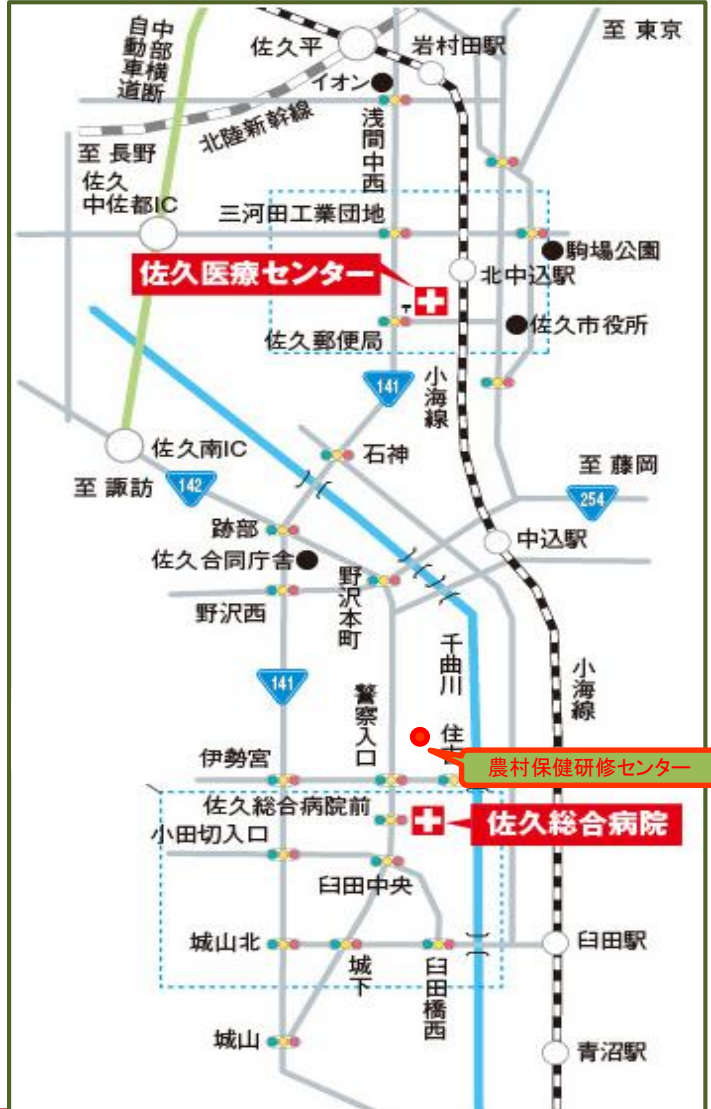 中部横断
自動車道
佐久平
岩村田駅
至 東京
イオン
北陸新幹線
浅間中西
至 長野
佐久
中佐都IC
三河田工業団地
駒場公園
佐久医療センター
北中込駅
〒
佐久郵便局
佐久市役所
141
小海線
石神
佐久南IC
至 諏訪
142
至 藤岡
254
跡部
中込駅
佐久合同庁舎
野沢本町
野沢西
千曲川
141
小海線
警察入口
伊勢宮
農村保健研修センター
佐久総合病院前
佐久総合病院
小田切入口
臼田中央
城山北
城下
臼田橋西
臼田駅
城山
青沼駅